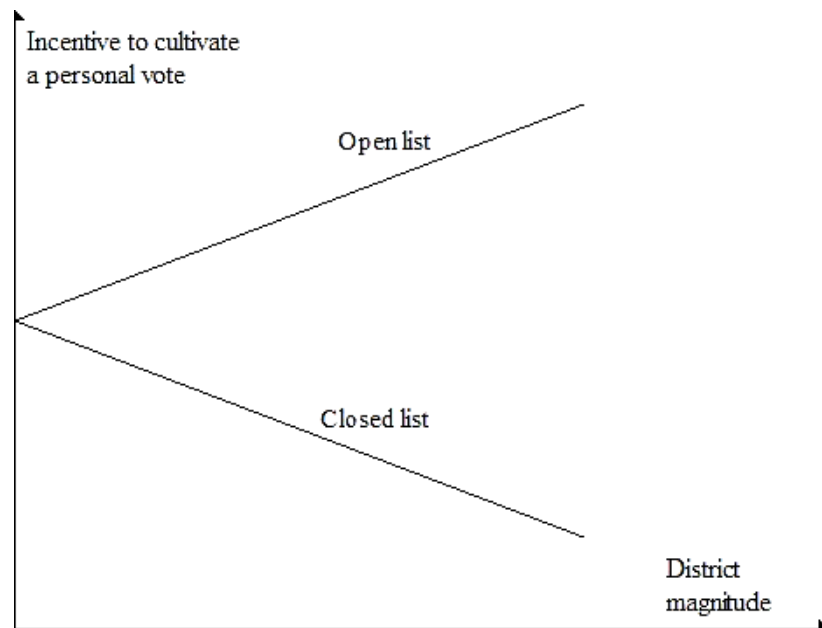 Incentive to cultivate
a personal vote
Open list
Closed list
District
magnitude